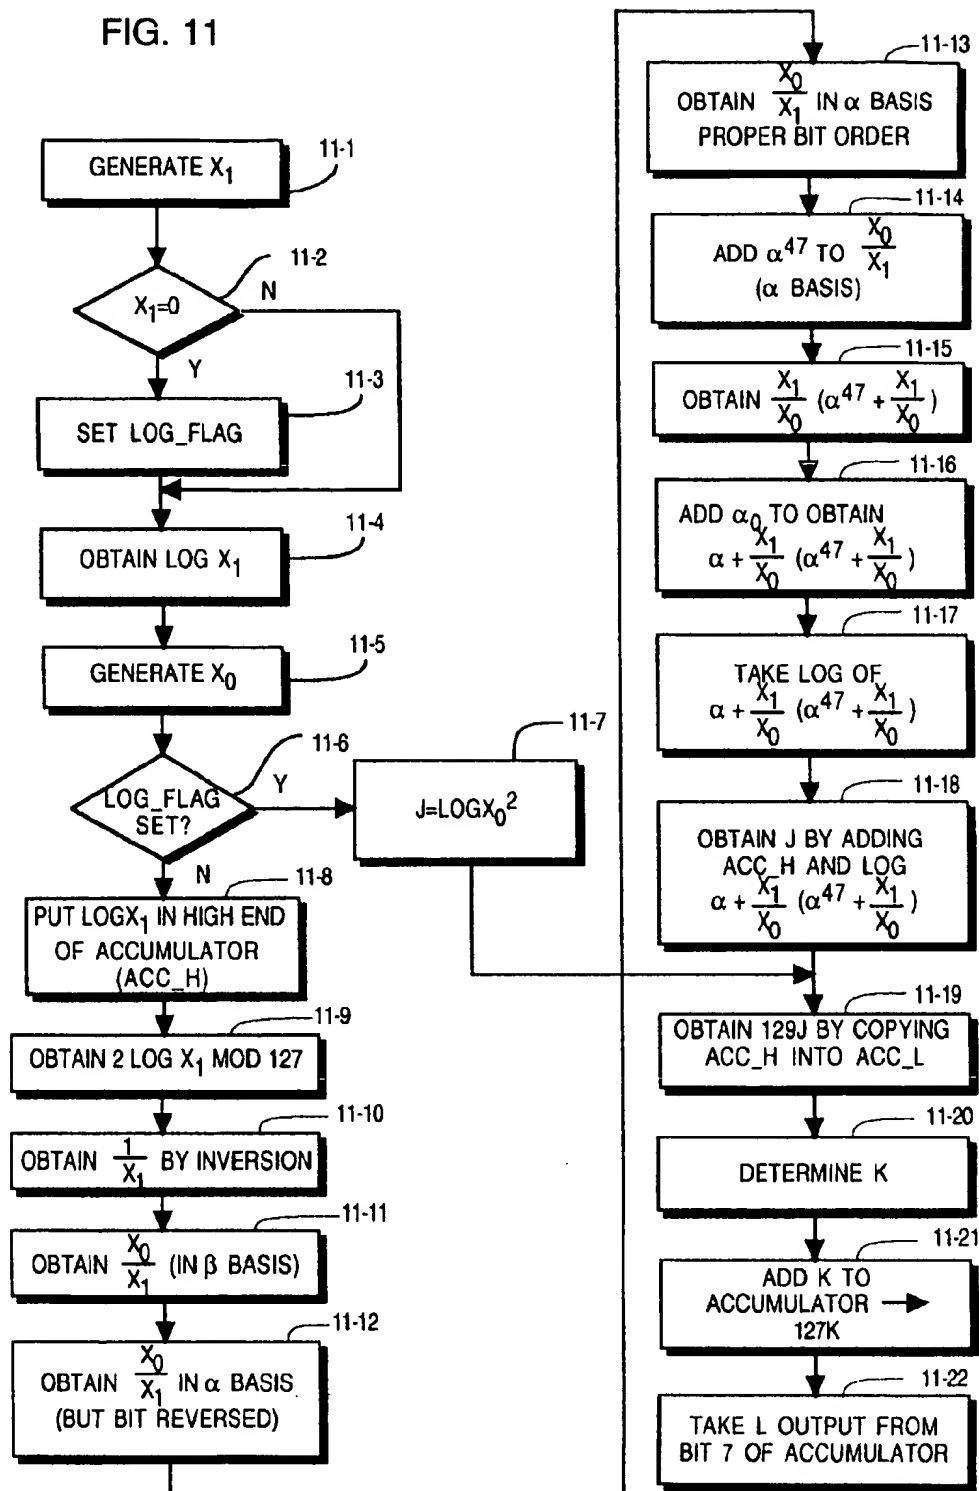 FIG. 11
GENERATE X₁
11-1
X₁=0
11-2
N
Y
SET LOG_FLAG
11-3
OBTAIN LOG X₁
11-4
GENERATE X₀
11-5
LOG_FLAG
SET?
11-6
Y
N
J=LOGX₀²
11-7
PUT LOGX₁ IN HIGH END
OF ACCUMULATOR
(ACC_H)
11-8
OBTAIN 2 LOG X₁ MOD 127
11-9
OBTAIN 1/X₁ BY INVERSION
11-10
OBTAIN X₀/X₁ (IN β BASIS)
11-11
OBTAIN X₀/X₁ IN α BASIS
(BUT BIT REVERSED)
11-12
OBTAIN X₀/X₁ IN α BASIS
PROPER BIT ORDER
11-13
ADD α⁴⁷ TO X₀/X₁
(α BASIS)
11-14
OBTAIN X₁/X₀ (α⁴⁷ + X₁/X₀)
11-15
ADD α₀ TO OBTAIN
α + X₁/X₀ (α⁴⁷ + X₁/X₀)
11-16
TAKE LOG OF
α + X₁/X₀ (α⁴⁷ + X₁/X₀)
11-17
OBTAIN J BY ADDING
ACC_H AND LOG
α + X₁/X₀ (α⁴⁷ + X₁/X₀)
11-18
OBTAIN 129J BY COPYING
ACC_H INTO ACC_L
11-19
DETERMINE K
11-20
ADD K TO
ACCUMULATOR →
127K
11-21
TAKE L OUTPUT FROM
BIT 7 OF ACCUMULATOR
11-22